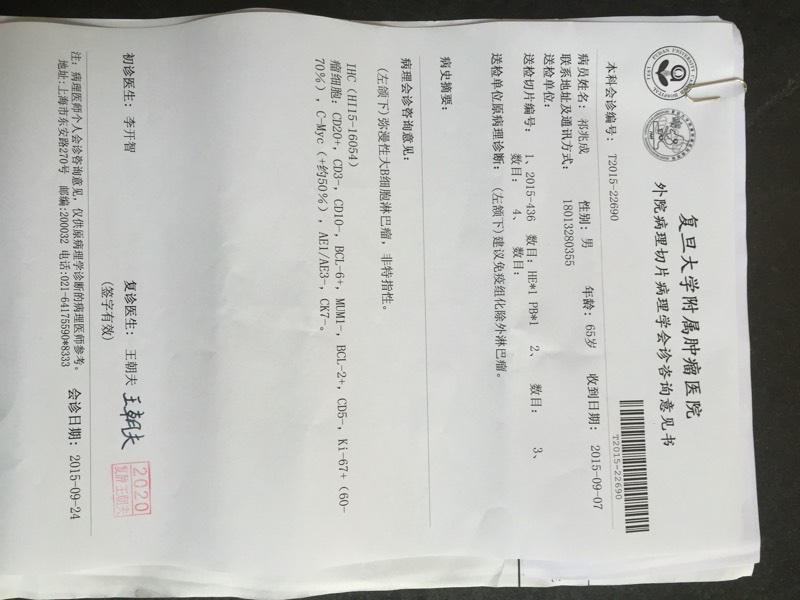 复旦大学附属肿瘤医院
外院病理切片病理学会诊咨询意见书
T2015-22690
本科会诊编号: T2015-22690
病员姓名: 祁兆成 性别: 男 年龄: 65岁 收到日期: 2015-09-07
联系地址及通讯方式: 18013280355
送检单位:
送检切片编号: 1、2015-436 数目: HE*1 PB*1 2、 数目: 3、
数目: 4、 数目:
送检单位原病理诊断: (左颌下)建议免疫组化除外淋巴瘤。
病史摘要:
病理会诊咨询意见:
(左颌下)弥漫性大B细胞淋巴瘤, 非特指性。
IHC (HI15-16054)
瘤细胞: CD20+, CD3-, CD10-, BCL-6+, MUM1-, BCL-2+, CD5-, Ki-67+ (60-
70%), C-Myc (+约50%), AE1/AE3-, CK7-。
初诊医生: 李开智 复诊医生: 王朝夫 王朝夫
(签字有效)
2020
复肿王朝夫
注: 病理医师个人会诊咨询意见, 仅供原病理学诊断的病理医师参考。
地址:上海市东安路270号 邮编:200032 电话:021-64175590*8333 会诊日期: 2015-09-24